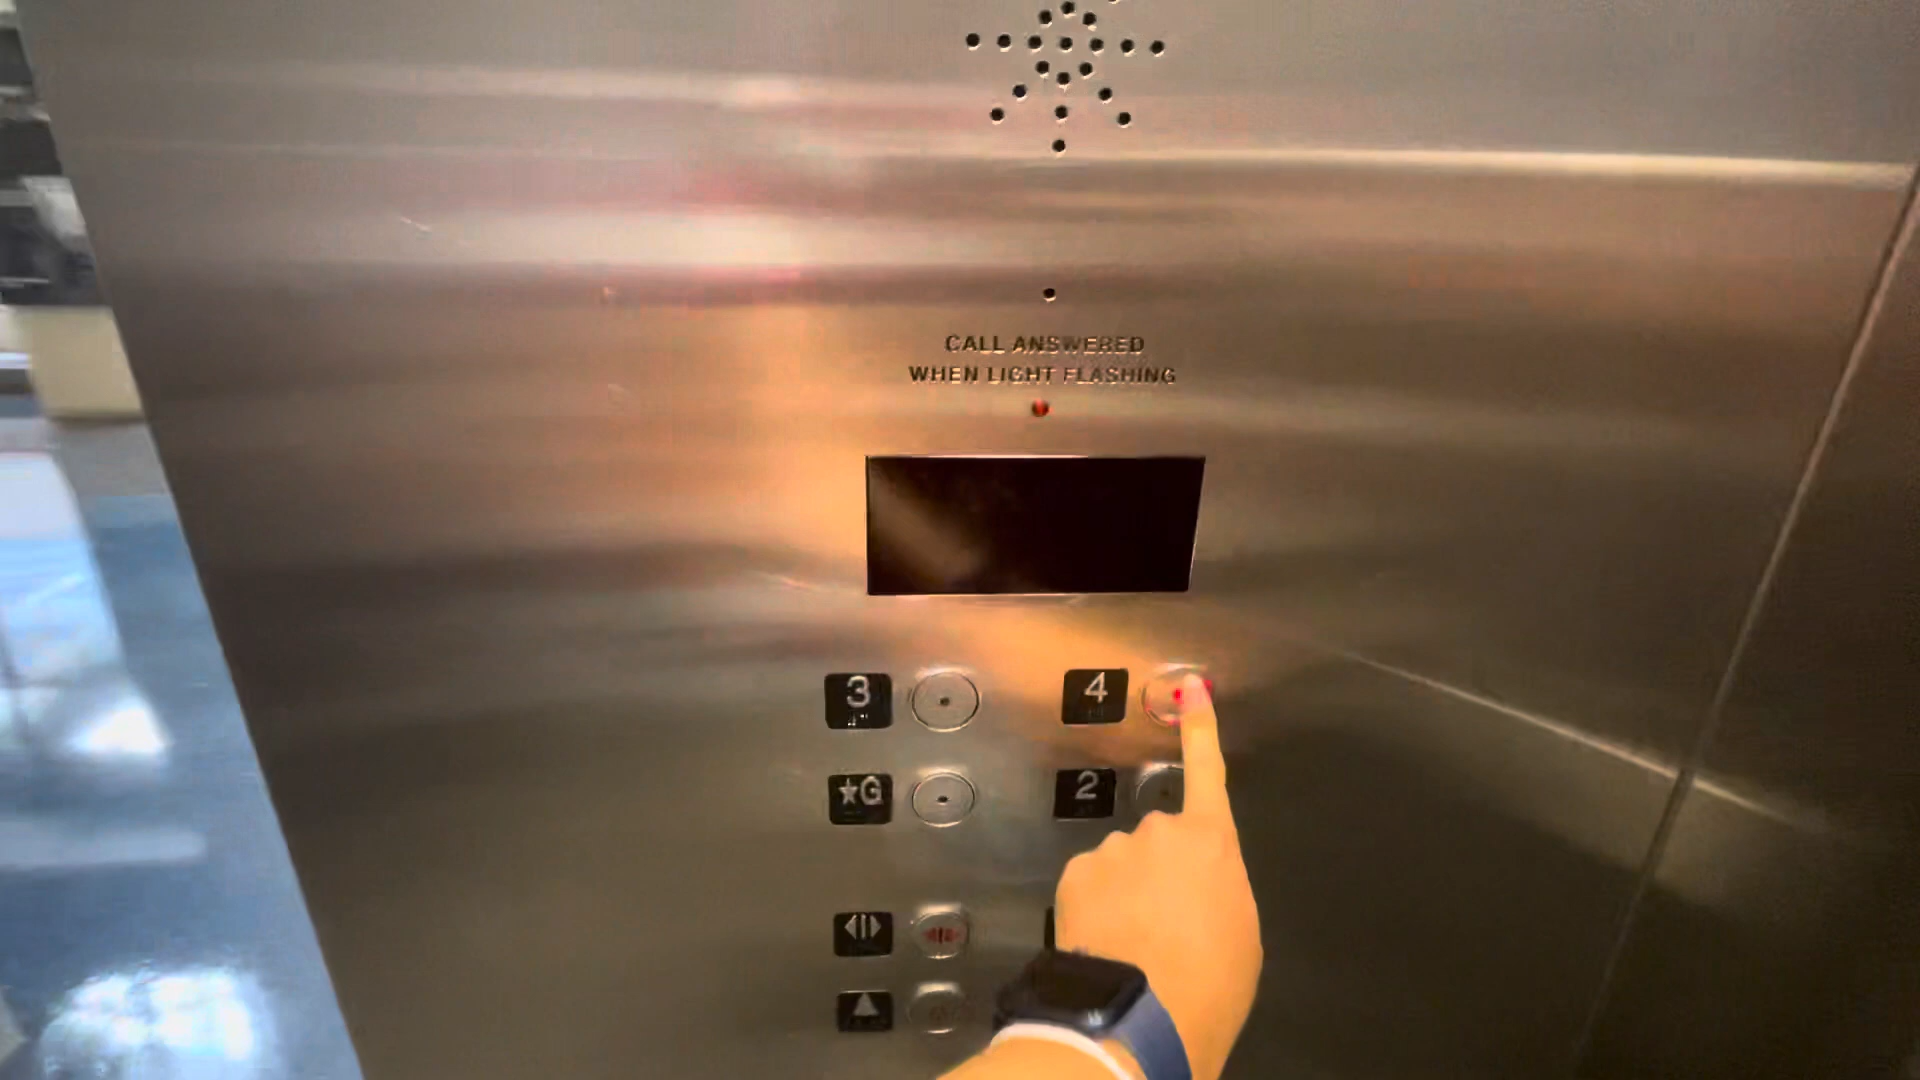 CALL ANSWERED
WHEN LIGHT FLASHING
3 4
★G 2